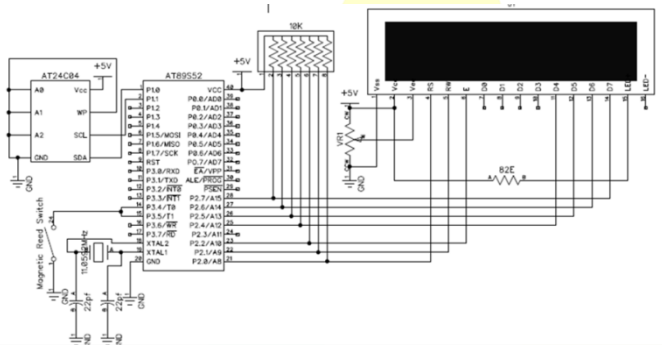 10K
+5V
AT24C04
+5V
AT89S52
A0
Vcc
A1
WP
A2
SCL
GND
SDA
GND
P1.0
VCC
P1.1
P0.0/AD0
P1.2
P0.1/AD1
P1.3
P0.2/AD2
P1.4
P0.3/AD3
P1.5/MOSI
P0.4/AD4
P1.6/MISO
P0.5/AD5
P1.7/SCK
P0.6/AD6
RST
P0.7/AD7
P3.0/RXD
EA/VPP
P3.1/TXD
ALE/PROG
P3.2/INT0
PSEN
P3.3/INT1
P2.7/A15
P3.4/T0
P2.6/A14
P3.5/T1
P2.5/A13
P3.6/WR
P2.4/A12
P3.7/RD
P2.3/A11
XTAL2
P2.2/A10
XTAL1
P2.1/A9
GND
P2.0/A8
Magnetic Reed Switch
GND
22pf
22pf
GND
GND
GND
+5V
VR1
GND
82E
RS
RW
E
D0
D1
D2
D3
D4
D5
D6
D7
LED+
LED-